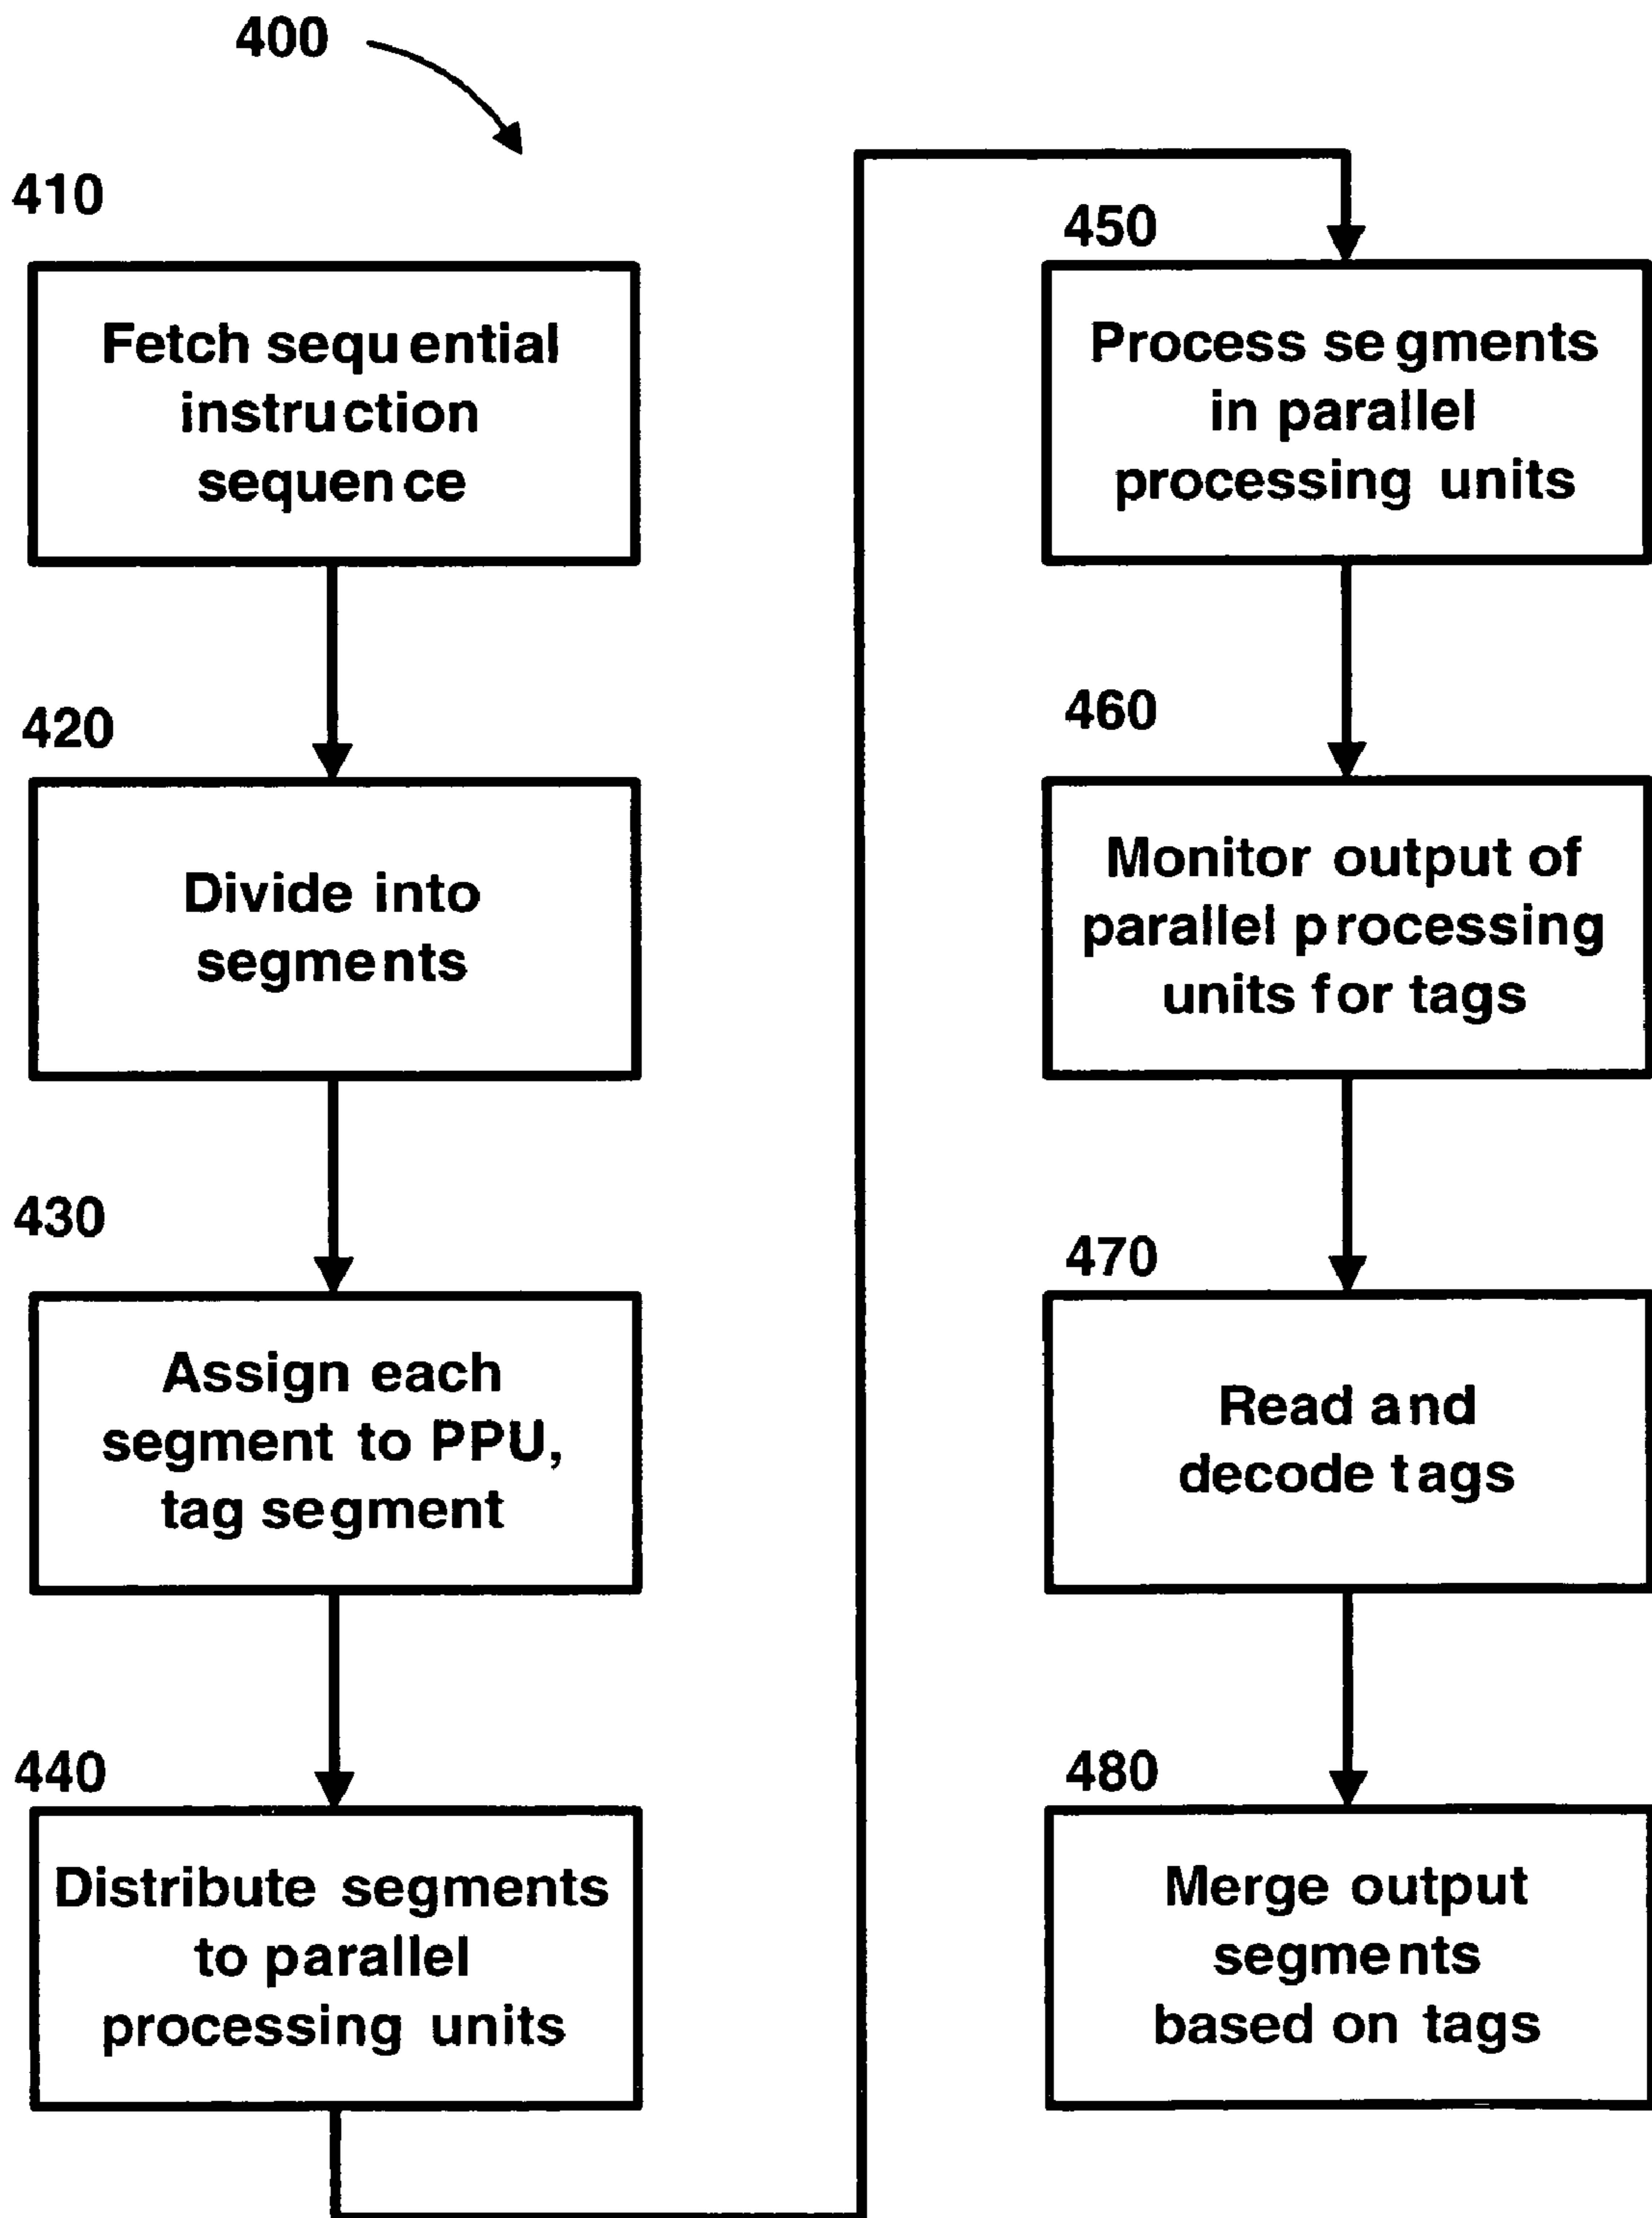 400
410
Fetch sequential
instruction
sequence
420
Divide into
segments
430
Assign each
segment to PPU,
tag segment
440
Distribute segments
to parallel
processing units
450
Process segments
in parallel
processing units
460
Monitor output of
parallel processing
units for tags
470
Read and
decode tags
480
Merge output
segments
based on tags